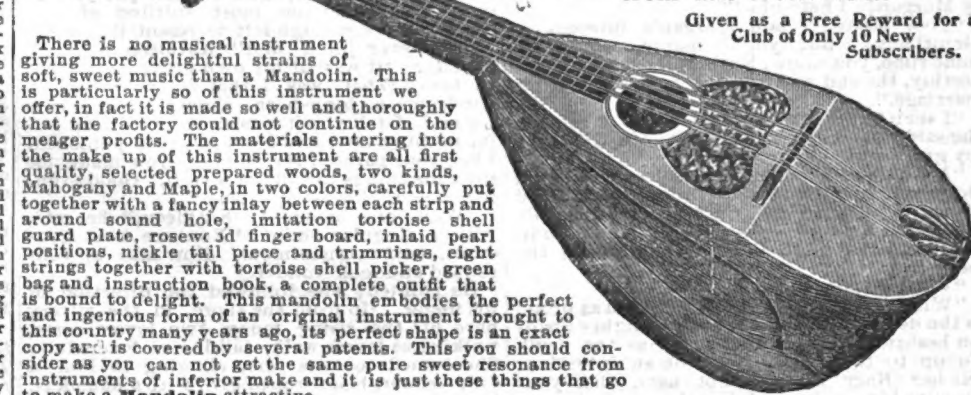 Given as a Free Reward for a
Club of Only 10 New
Subscribers.
There is no musical instrument
giving more delightful strains of
soft, sweet music than a Mandolin. This
is particularly so of this instrument we
offer, in fact it is made so well and thoroughly
that the factory could not continue on the
meager profits. The materials entering into
the make up of this instrument are all first
quality, selected prepared woods, two kinds,
Mahogany and Maple, in two colors, carefully put
together with a fancy inlay between each strip and
around sound hole, imitation tortoise shell
guard plate, rosewood finger board, inlaid pearl
positions, nickle tail piece and trimmings, eight
strings together with tortoise shell picker, green
bag and instruction book, a complete outfit that
is bound to delight. This mandolin embodies the perfect
and ingenious form of an original instrument brought to
this country many years ago, its perfect shape is an exact
copy and is covered by several patents. This you should con-
sider as you can not get the same pure sweet resonance from
instruments of inferior make and it is just these things that go
to make a Mandolin attractive